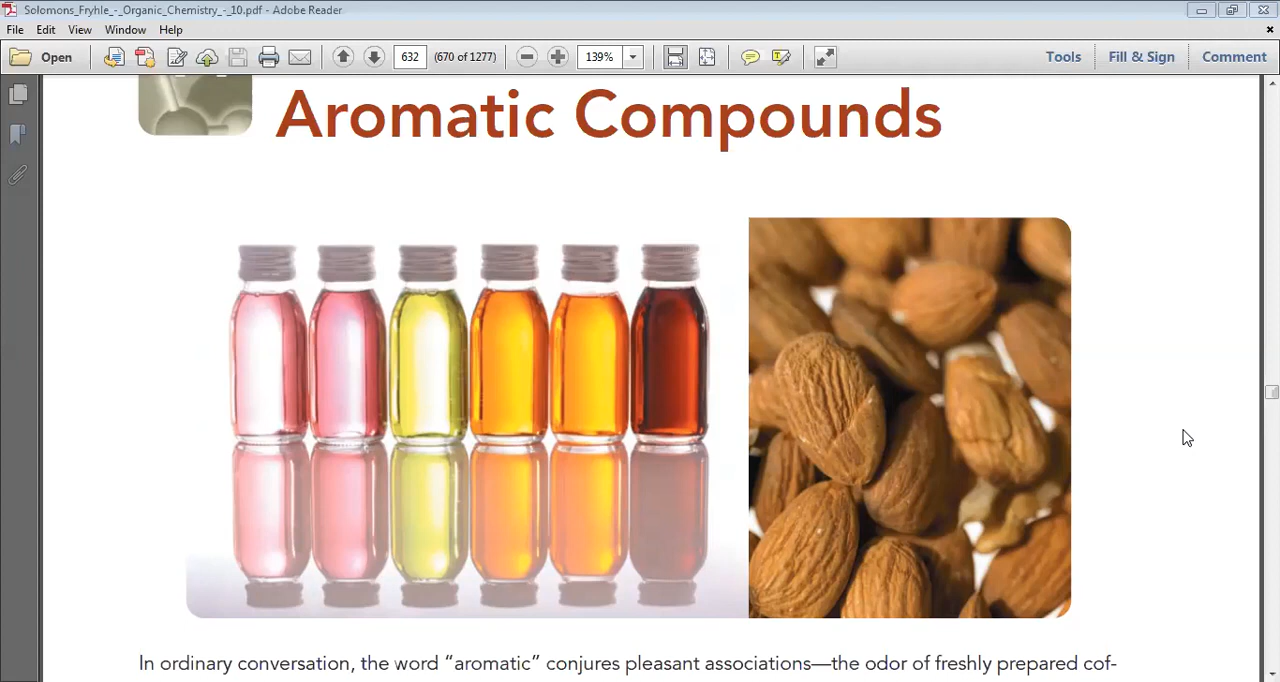 Solomons_Fryhle_-_Organic_Chemistry_-_10.pdf - Adobe Reader
File Edit View Window Help
Open 632 (670 of 1277) 139% Tools Fill & Sign Comment
Aromatic Compounds
In ordinary conversation, the word “aromatic” conjures pleasant associations—the odor of freshly prepared cof-